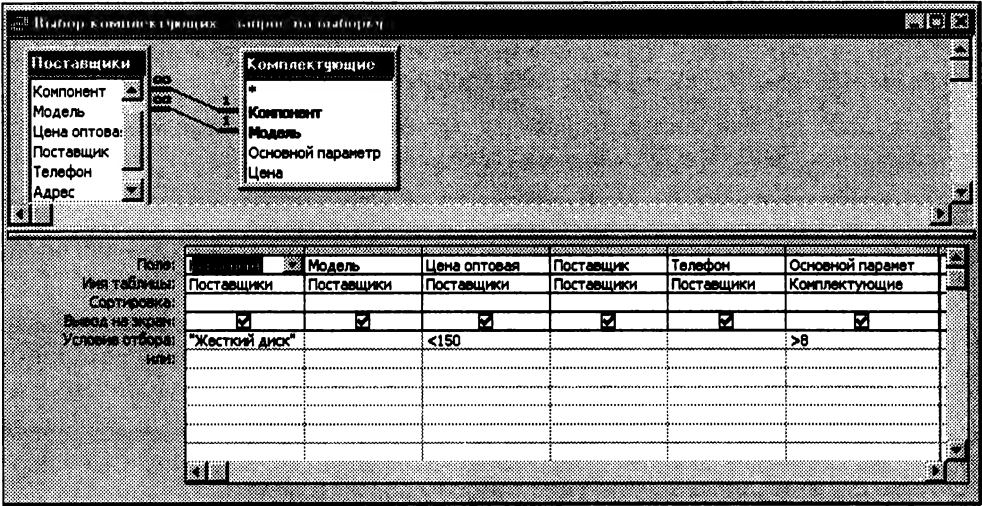 Выбор комплектующих : запрос на выборку
Поставщики
Компонент
Модель
Цена оптова
Поставщик
Телефон
Адрес
∞ 1
∞ 1
Комплектующие
*
Компонент
Модель
Основной параметр
Цена
Поле: Модель Цена оптовая Поставщик Телефон Основной парамет
Имя таблицы: Поставщики Поставщики Поставщики Поставщики Поставщики Комплектующие
Сортировка:
Вывод на экран:
Условие отбора: "Жесткий диск" <150 >8
или: